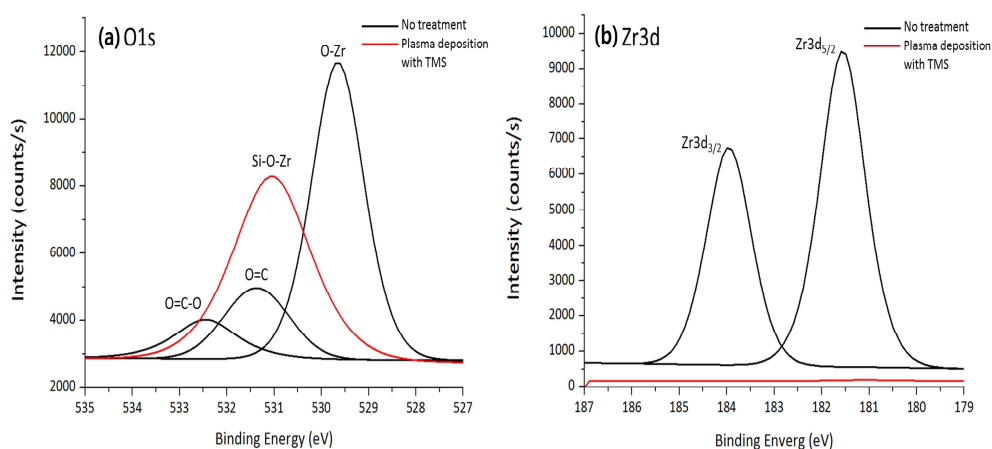 (a) O1s
No treatment
Plasma deposition
with TMS
O-Zr
Si-O-Zr
O=C
O=C-O
Intensity (counts/s)
12000
10000
8000
6000
4000
2000
535 534 533 532 531 530 529 528 527
Binding Energy (eV)
(b) Zr3d
No treatment
Plasma deposition
with TMS
Zr3d5/2
Zr3d3/2
Intensity (counts/s)
10000
9000
8000
7000
6000
5000
4000
3000
2000
1000
0
187 186 185 184 183 182 181 180 179
Binding Enverg (eV)